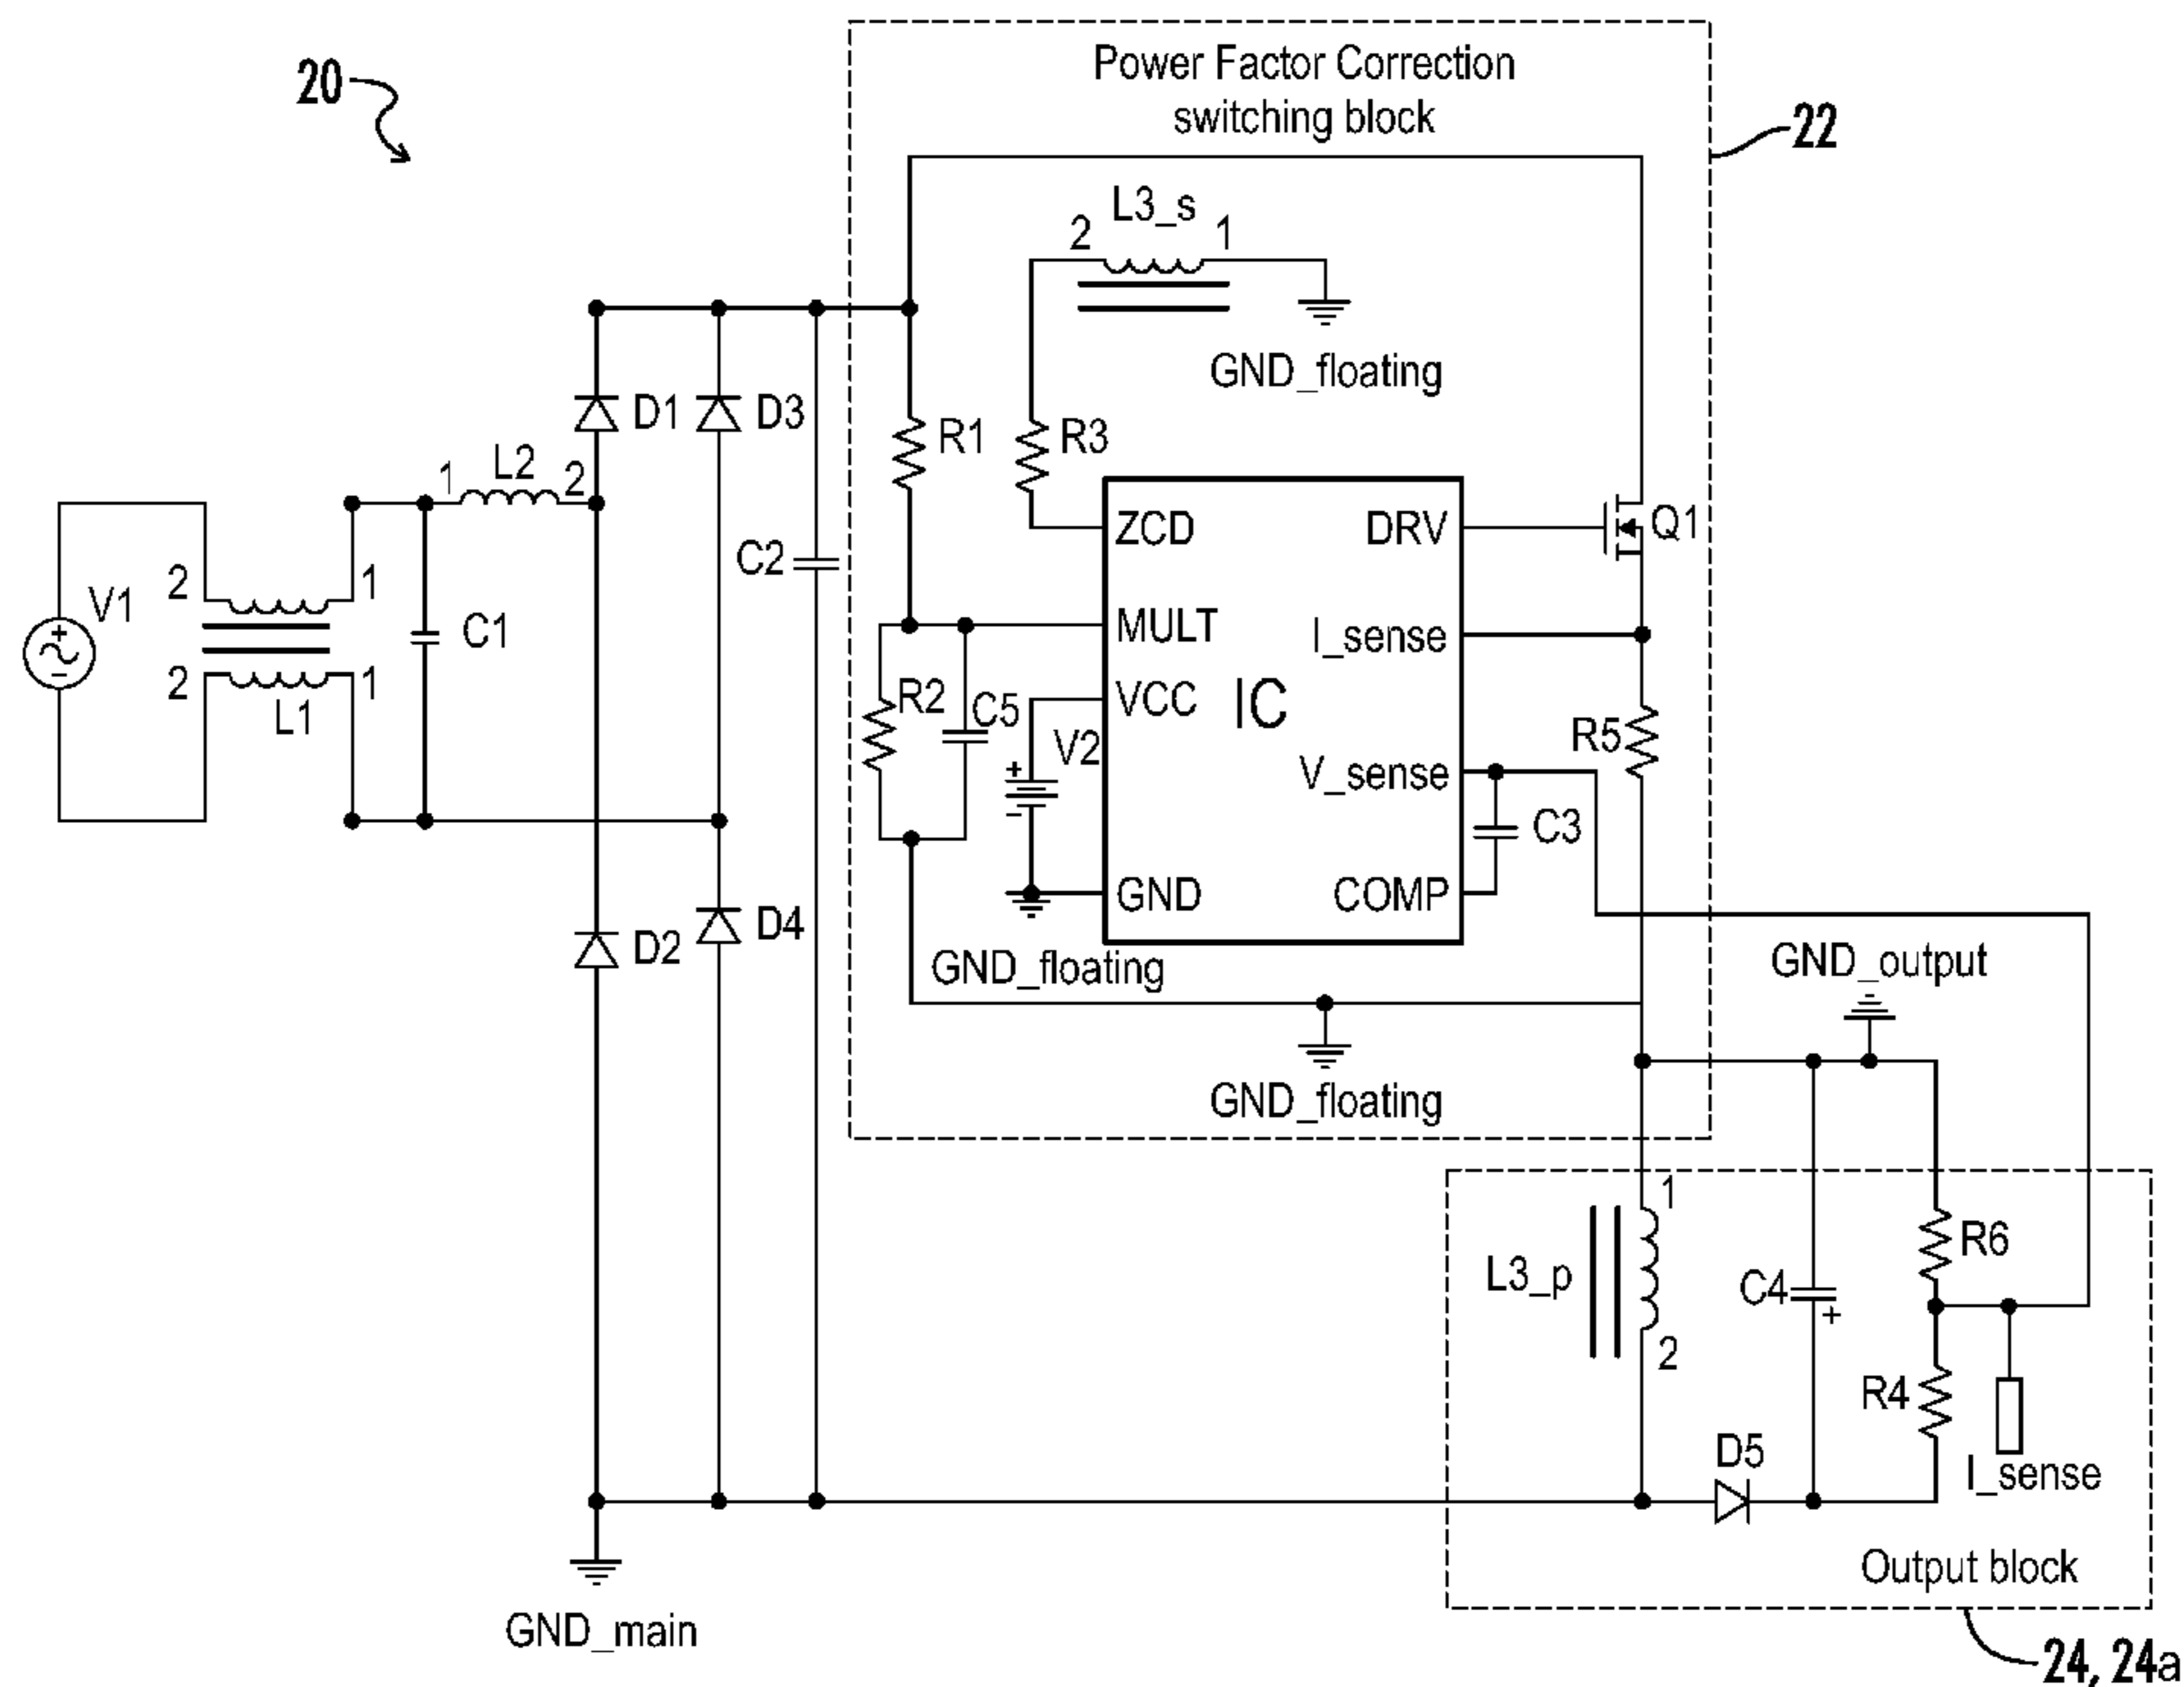 20
Power Factor Correction
switching block
22
L3_s
2
1
GND_floating
D1
D3
R1
R3
1
L2
2
ZCD
DRV
Q1
C2
V1
+
-
2
1
C1
MULT
I_sense
2
1
L1
R2
C5
VCC
IC
V2
R5
+
-
V_sense
C3
GND
COMP
D2
D4
GND_floating
GND_output
GND_floating
1
L3_p
2
C4
+
R6
R4
D5
I_sense
Output block
GND_main
24, 24a